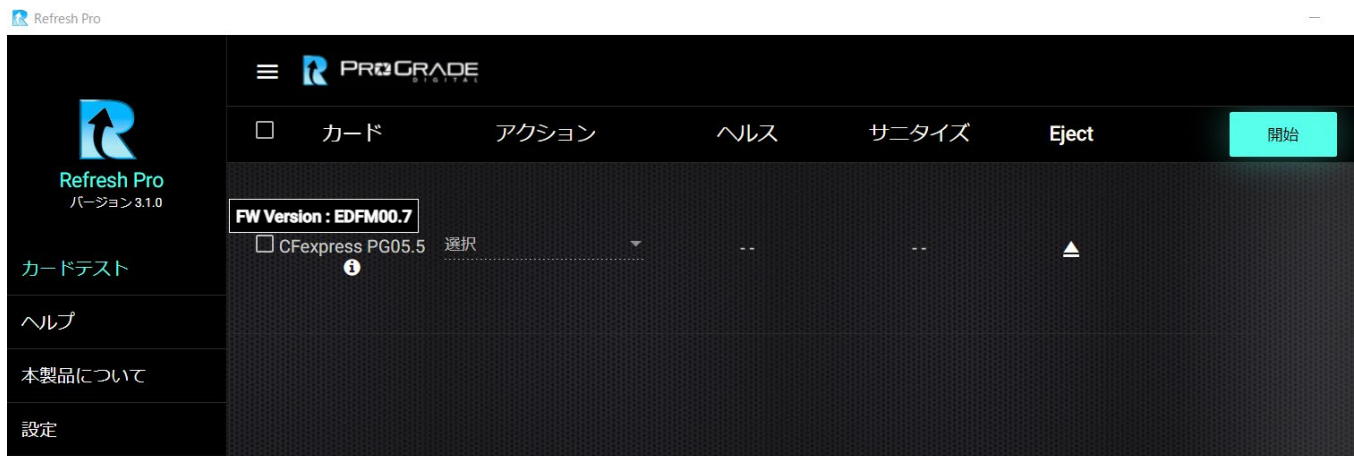 Refresh Pro
PROGRADE
DIGITAL
カード アクション ヘルス サニタイズ Eject 開始
Refresh Pro
バージョン 3.1.0
FW Version : EDFM00.7
CFexpress PG05.5 選択 -- --
カードテスト
ヘルプ
本製品について
設定